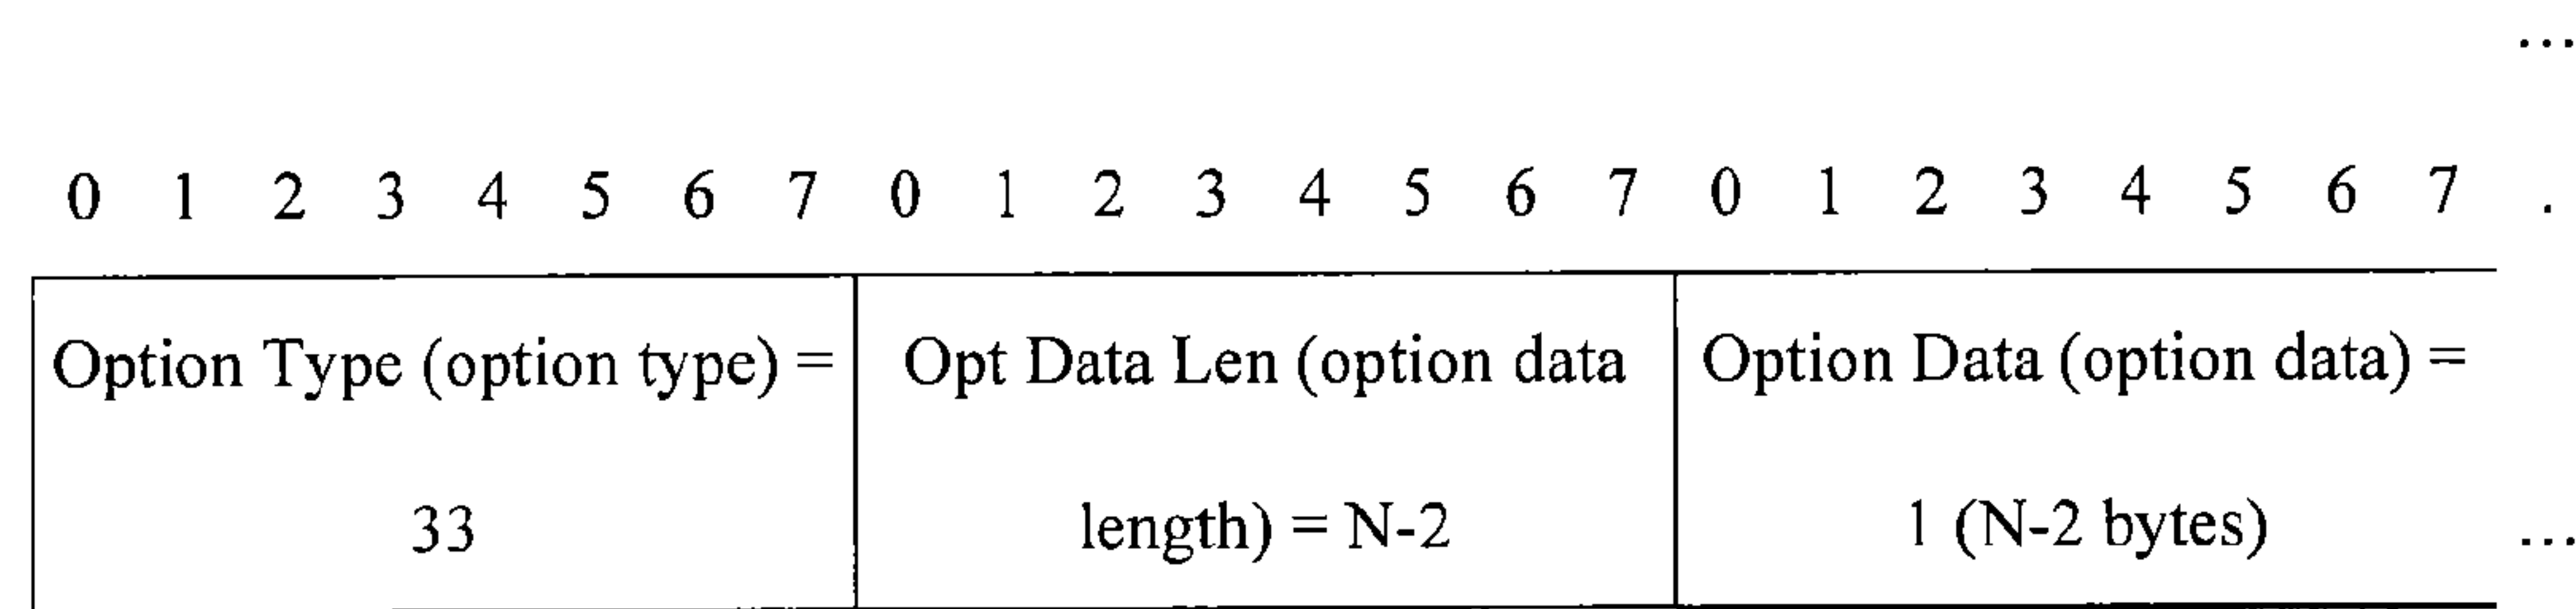 ...
0 1 2 3 4 5 6 7 0 1 2 3 4 5 6 7 0 1 2 3 4 5 6 7 .
Option Type (option type) = Opt Data Len (option data Option Data (option data) =
33 length) = N-2 1 (N-2 bytes) ...